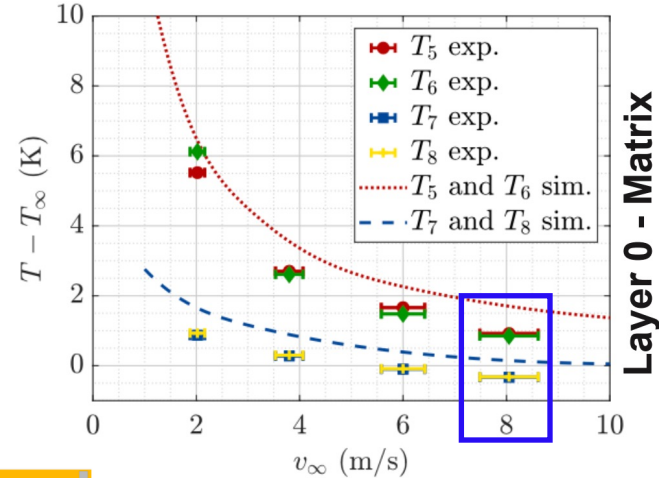 10
8
6
4
2
0
T − T∞ (K)
T₅ exp.
T₆ exp.
T₇ exp.
T₈ exp.
T₅ and T₆ sim.
T₇ and T₈ sim.
0 2 4 6 8 10
v∞ (m/s)
Layer 0 - Matrix